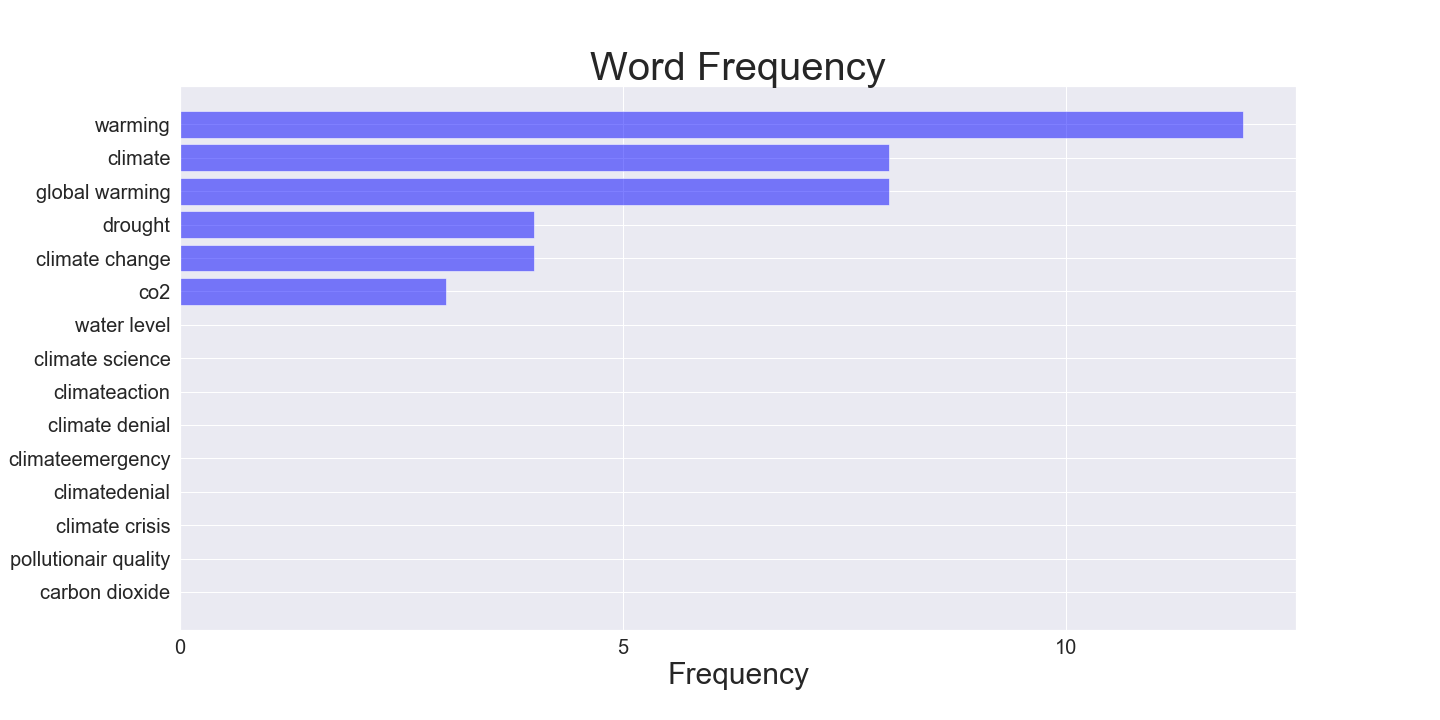 Word Frequency
warming
climate
global warming
drought
climate change
co2
water level
climate science
climateaction
climate denial
climateemergency
climatedenial
climate crisis
pollutionair quality
carbon dioxide
0 5 10
Frequency